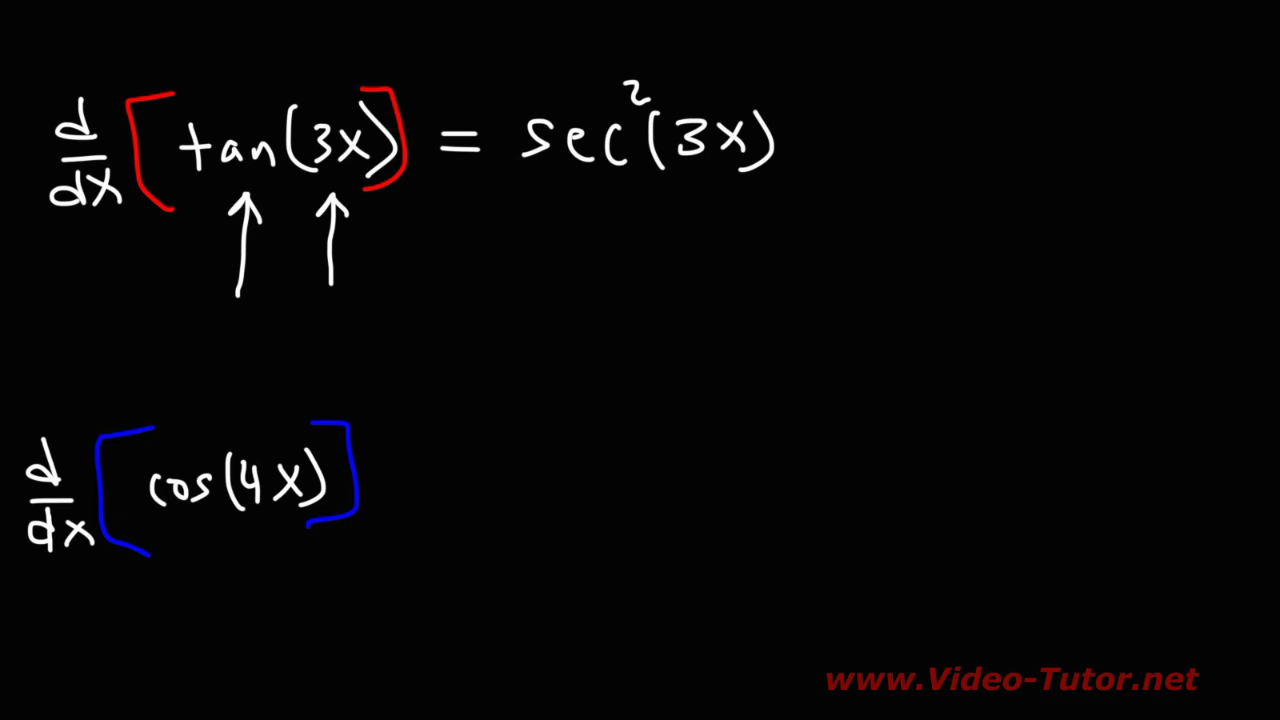 d/dx [tan(3x)] = sec²(3x)
d/dx [cos(4x)]
www.Video-Tutor.net